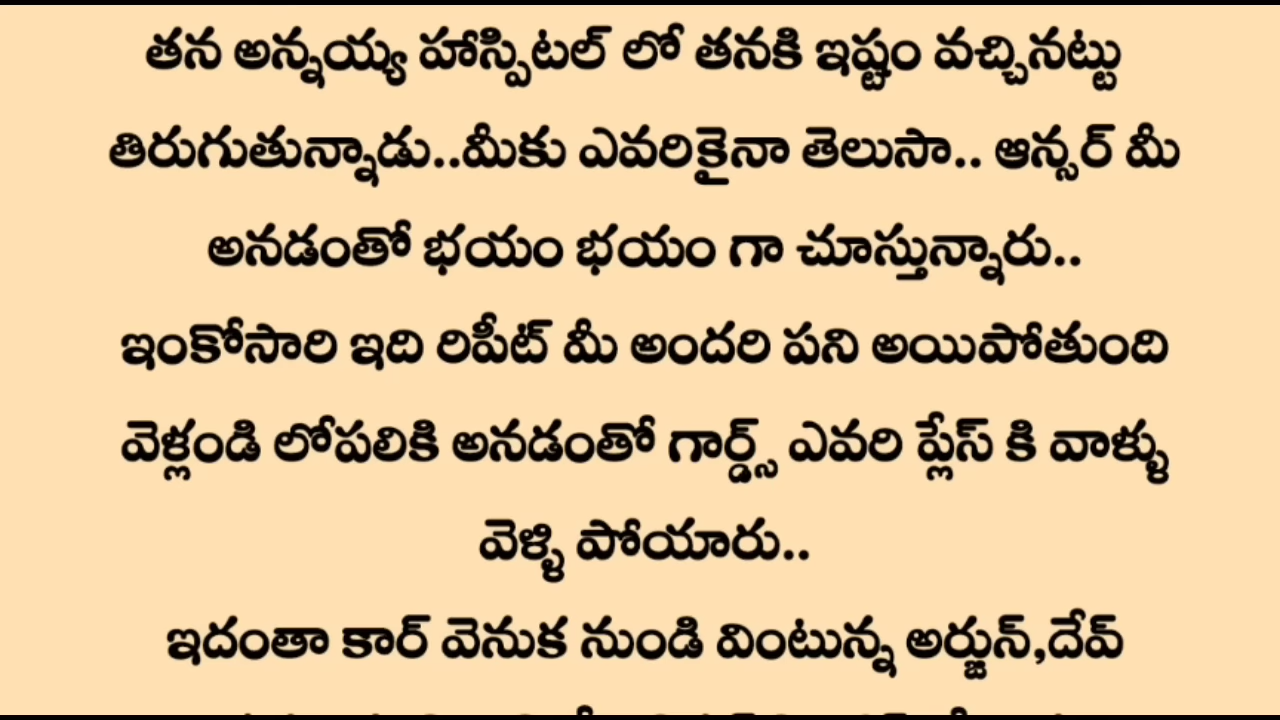 తన అన్నయ్య హాస్పిటల్ లో తనకి ఇష్టం వచ్చినట్టు
తిరుగుతున్నాడు..మీకు ఎవరికైనా తెలుసా.. ఆన్సర్ మీ
అనడంతో భయం భయం గా చూస్తున్నారు..
ఇంకోసారి ఇది రిపీట్ మీ అందరి పని అయిపోతుంది
వెళ్లండి లోపలికి అనడంతో గార్డ్స్ ఎవరి ప్లేస్ కి వాళ్ళు
వెళ్ళి పోయారు..
ఇదంతా కార్ వెనుక నుండి వింటున్న అర్జున్,దేవ్